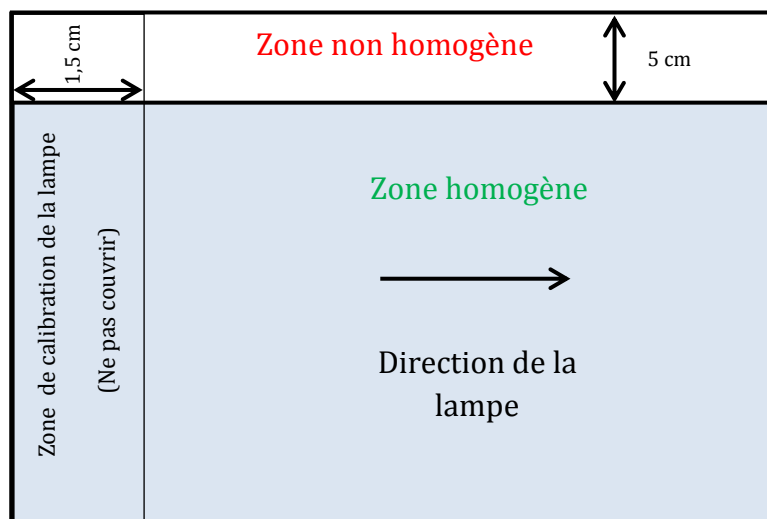 Zone non homogène
1,5 cm
5 cm
Zone de calibration de la lampe
(Ne pas couvrir)
Zone homogène
Direction de la
lampe